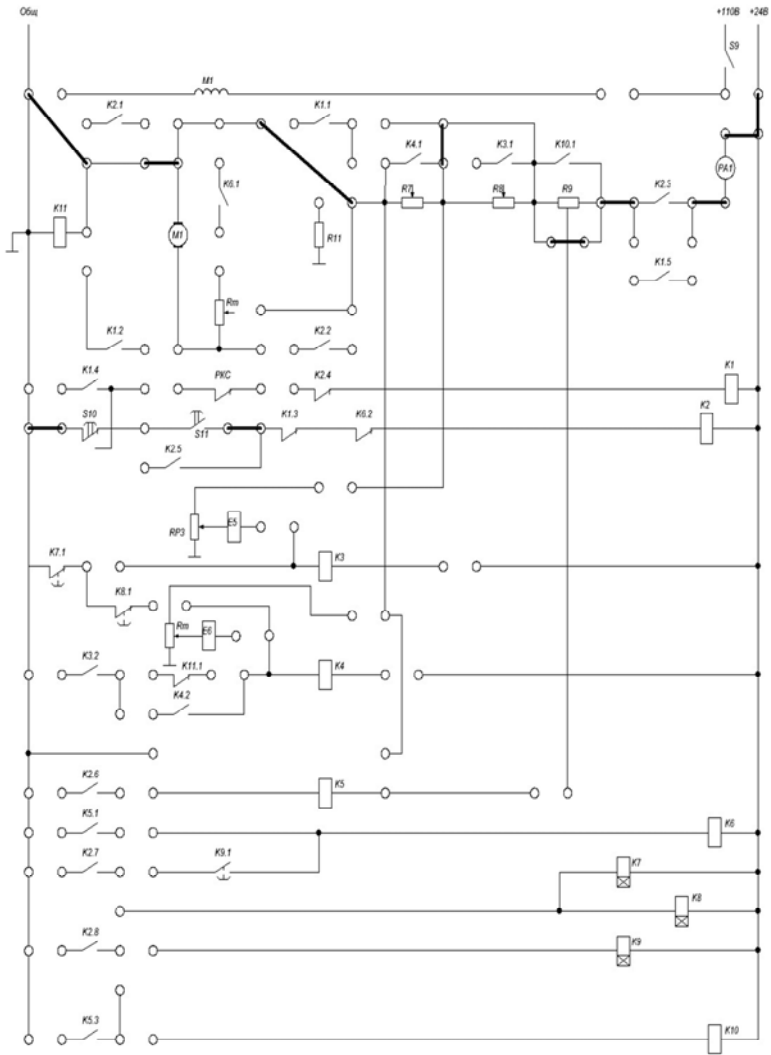 Общ
+110В
+24В
S9
M1
K2.1
K1.1
K4.1
K3.1
K10.1
PA1
K6.1
K2.3
R7
R8
R9
K11
M1
R11
K1.5
Rm
K1.2
K2.2
K1.4
РКС
K2.4
K1
S10
S11
K1.3
K6.2
K2
K2.5
RP3
E5
K7.1
K3
K8.1
Rm
E6
K3.2
K11.1
K4
K4.2
K2.6
K5
K5.1
K6
K2.7
K9.1
K7
K8
K2.8
K9
K5.3
K10